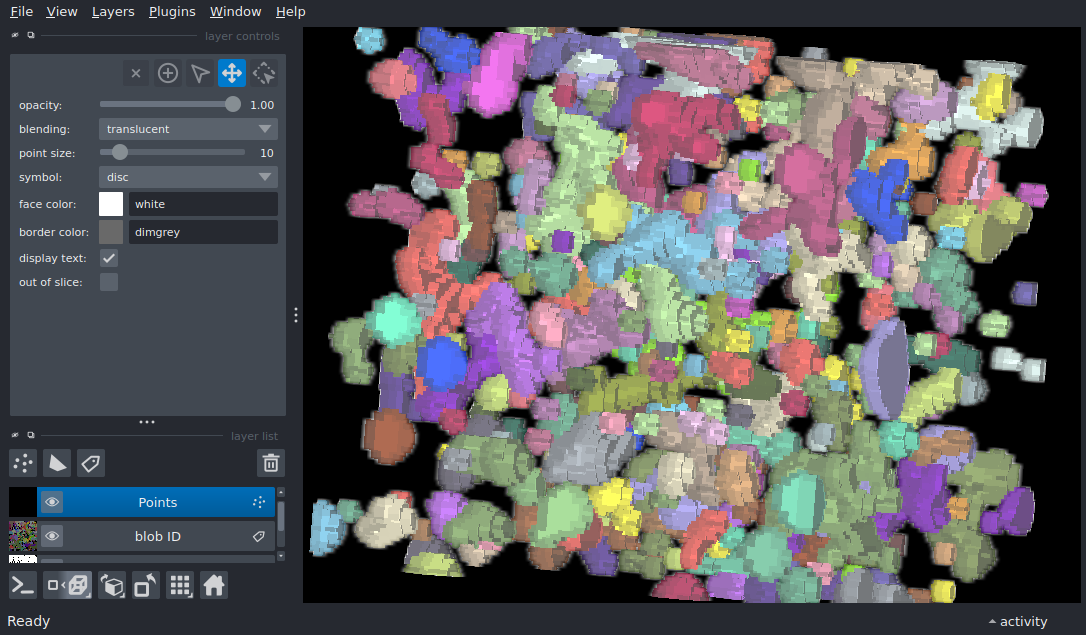 File View Layers Plugins Window Help
layer controls
opacity: 1.00
blending: translucent
point size: 10
symbol: disc
face color: white
border color: dimgrey
display text:
out of slice:
layer list
Points
blob ID
Ready
activity